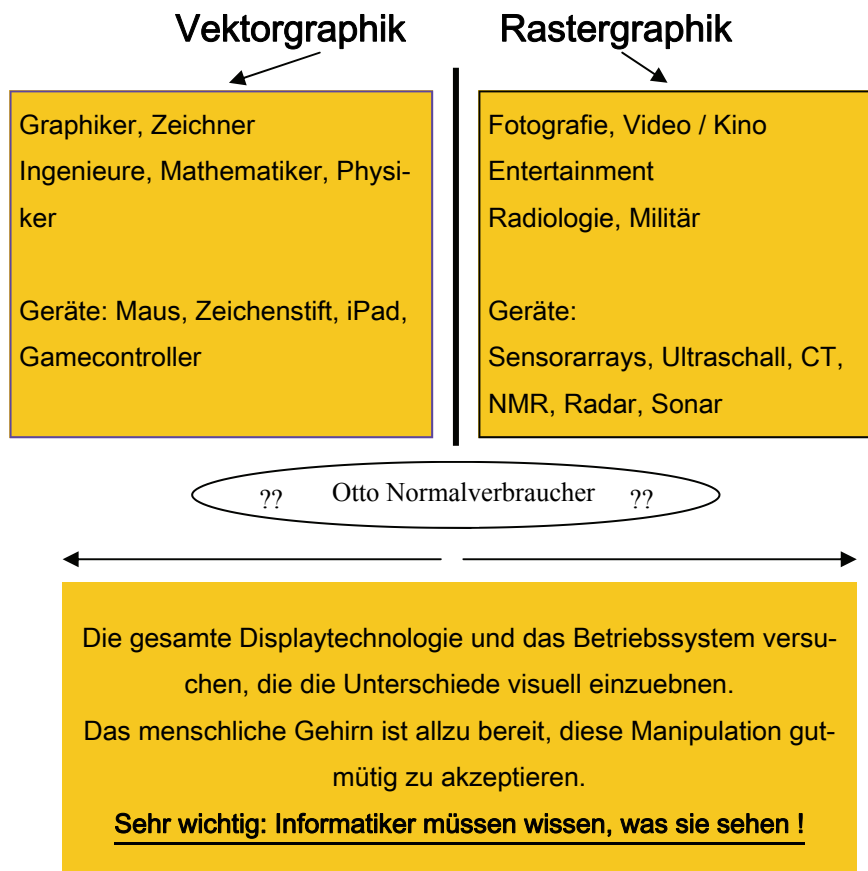 Vektorgraphik Rastergraphik
Graphiker, Zeichner
Ingenieure, Mathematiker, Physi-
ker
Geräte: Maus, Zeichenstift, iPad,
Gamecontroller
Fotografie, Video / Kino
Entertainment
Radiologie, Militär
Geräte:
Sensorarrays, Ultraschall, CT,
NMR, Radar, Sonar
?? Otto Normalverbraucher ??
Die gesamte Displaytechnologie und das Betriebssystem versu-
chen, die die Unterschiede visuell einzuebnen.
Das menschliche Gehirn ist allzu bereit, diese Manipulation gut-
mütig zu akzeptieren.
Sehr wichtig: Informatiker müssen wissen, was sie sehen !